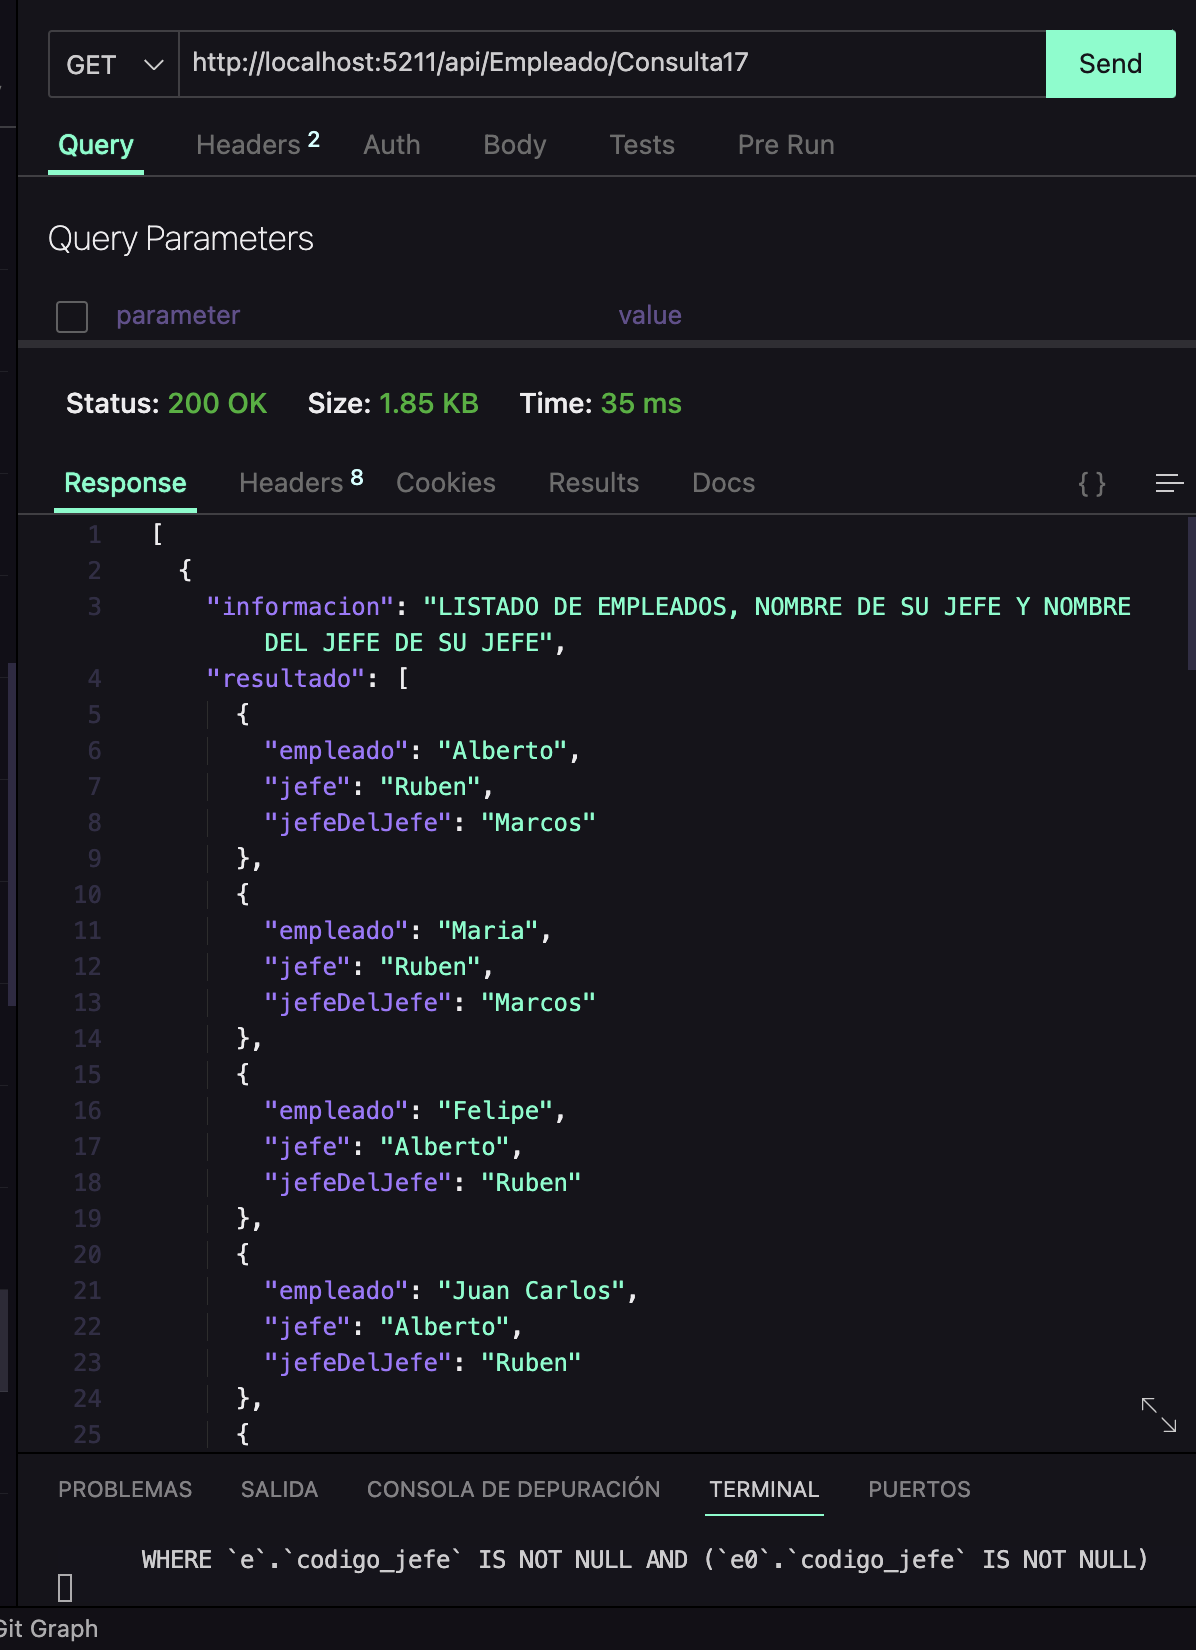 GET http://localhost:5211/api/Empleado/Consulta17 Send
Query Headers 2 Auth Body Tests Pre Run
Query Parameters
parameter value
Status: 200 OK Size: 1.85 KB Time: 35 ms
Response Headers 8 Cookies Results Docs { }
1 [
2 {
3 "informacion": "LISTADO DE EMPLEADOS, NOMBRE DE SU JEFE Y NOMBRE
DEL JEFE DE SU JEFE",
4 "resultado": [
5 {
6 "empleado": "Alberto",
7 "jefe": "Ruben",
8 "jefeDelJefe": "Marcos"
9 },
10 {
11 "empleado": "Maria",
12 "jefe": "Ruben",
13 "jefeDelJefe": "Marcos"
14 },
15 {
16 "empleado": "Felipe",
17 "jefe": "Alberto",
18 "jefeDelJefe": "Ruben"
19 },
20 {
21 "empleado": "Juan Carlos",
22 "jefe": "Alberto",
23 "jefeDelJefe": "Ruben"
24 },
25 {
PROBLEMAS SALIDA CONSOLA DE DEPURACIÓN TERMINAL PUERTOS
WHERE `e`.`codigo_jefe` IS NOT NULL AND (`e0`.`codigo_jefe` IS NOT NULL)
Git Graph